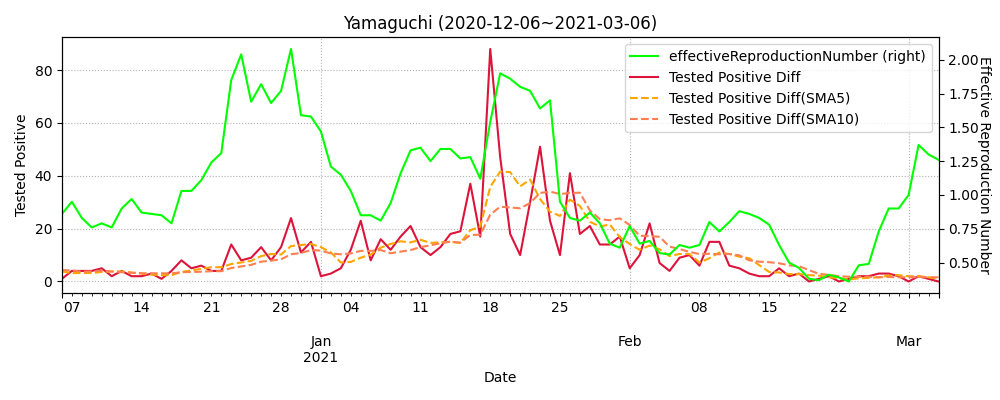 Yamaguchi (2020-12-06~2021-03-06)
effectiveReproductionNumber (right)
Tested Positive Diff
Tested Positive Diff(SMA5)
Tested Positive Diff(SMA10)
Tested Positive
80
60
40
20
0
2.00
1.75
1.50
1.25
1.00
0.75
0.50
Effective Reproduction Number
07 14 21 28 04 11 18 25 08 15 22
Jan Feb Mar
2021
Date